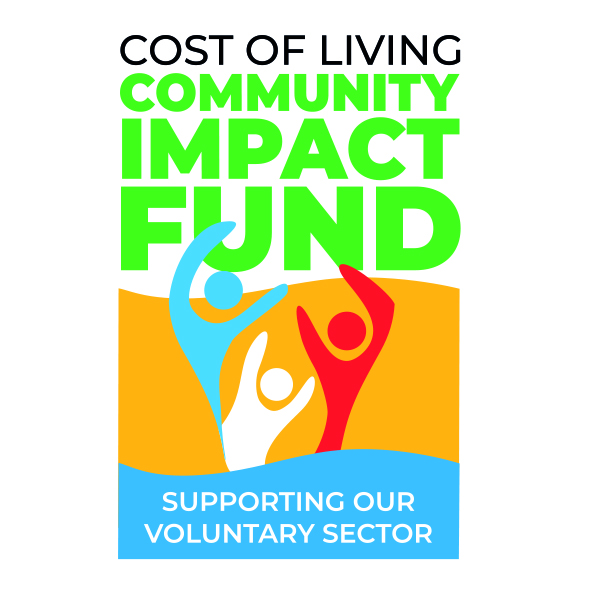 COST OF LIVING
COMMUNITY
IMPACT
FUND
SUPPORTING OUR
VOLUNTARY SECTOR